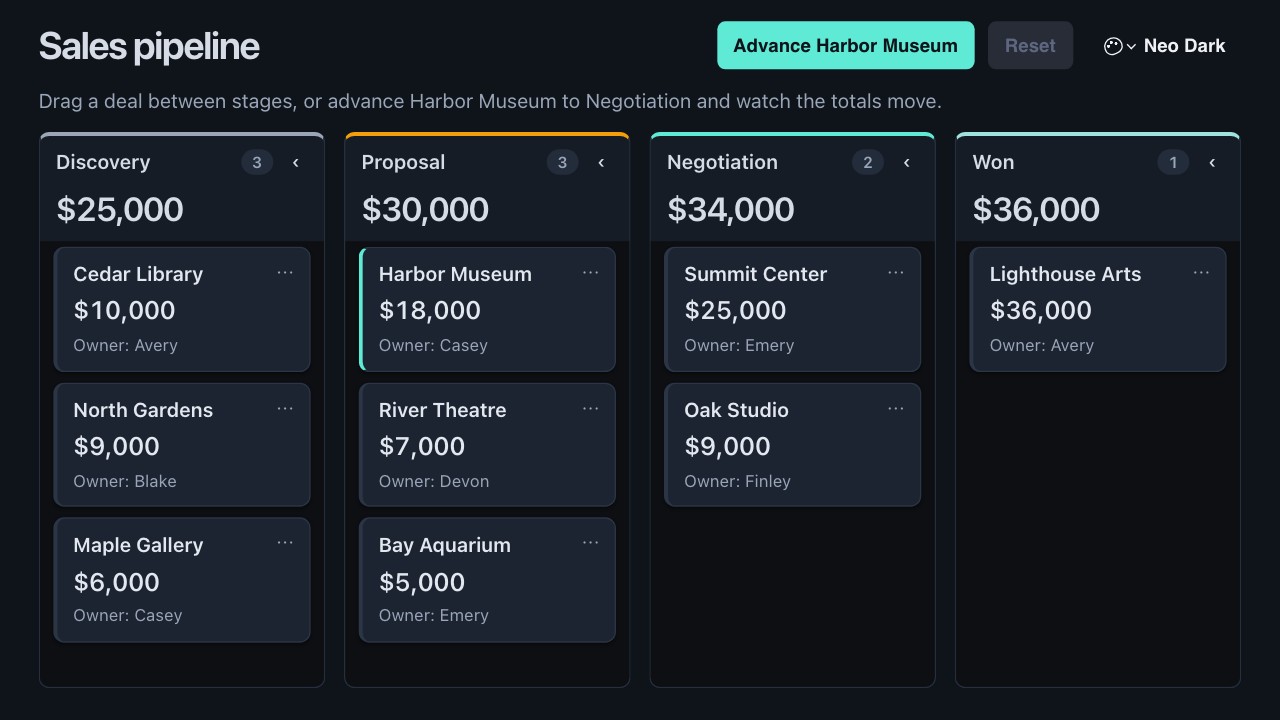 Sales pipeline
Advance Harbor Museum
Reset
Neo Dark
Drag a deal between stages, or advance Harbor Museum to Negotiation and watch the totals move.
Discovery 3
$25,000
Cedar Library
$10,000
Owner: Avery
North Gardens
$9,000
Owner: Blake
Maple Gallery
$6,000
Owner: Casey
Proposal 3
$30,000
Harbor Museum
$18,000
Owner: Casey
River Theatre
$7,000
Owner: Devon
Bay Aquarium
$5,000
Owner: Emery
Negotiation 2
$34,000
Summit Center
$25,000
Owner: Emery
Oak Studio
$9,000
Owner: Finley
Won 1
$36,000
Lighthouse Arts
$36,000
Owner: Avery